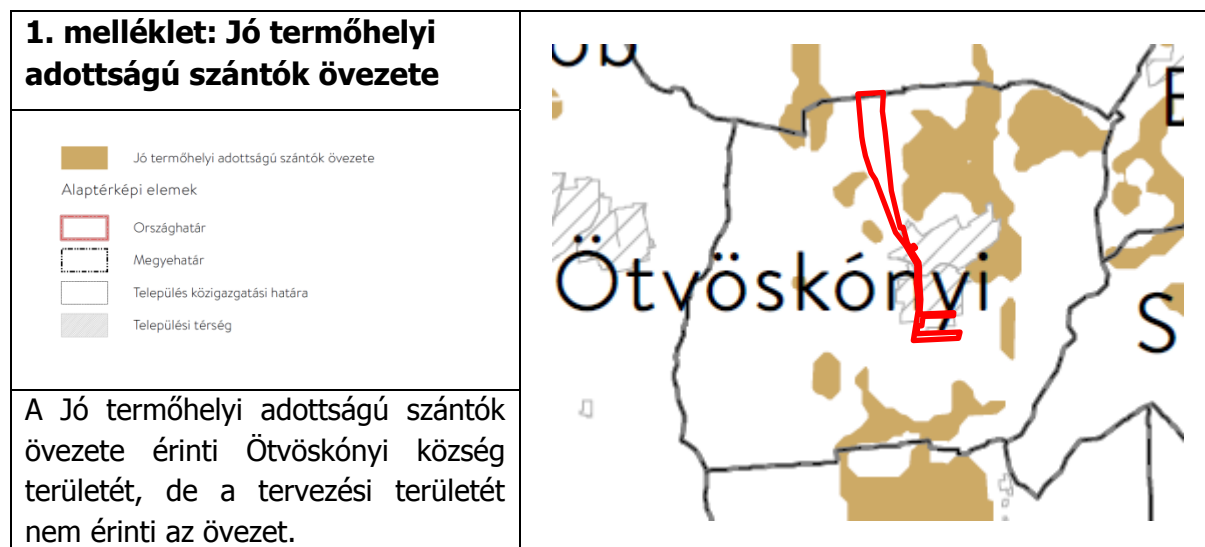 1. melléklet: Jó termőhelyi
adottságú szántók övezete
Jó termőhelyi adottságú szántók övezete
Alaptérképi elemek
Országhatár
Megyehatár
Település közigazgatási határa
Települési térség
A Jó termőhelyi adottságú szántók
övezete érinti Ötvöskónyi község
területét, de a tervezési területét
nem érinti az övezet.
Ötvöskónyi
S